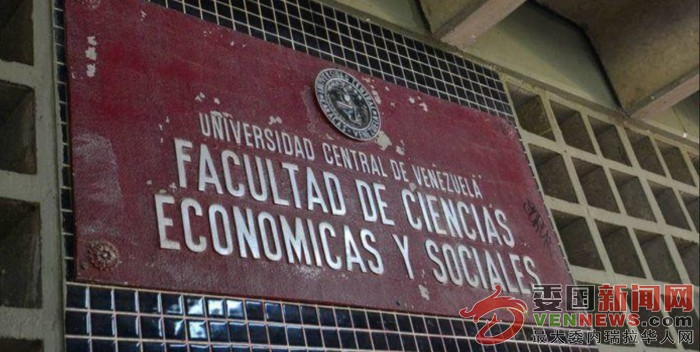 UNIVERSIDAD CENTRAL DE VENEZUELA
FACULTAD DE CIENCIAS
ECONOMICAS Y SOCIALES
委国新闻网
VENNEWS.COM
最大委内瑞拉华人网